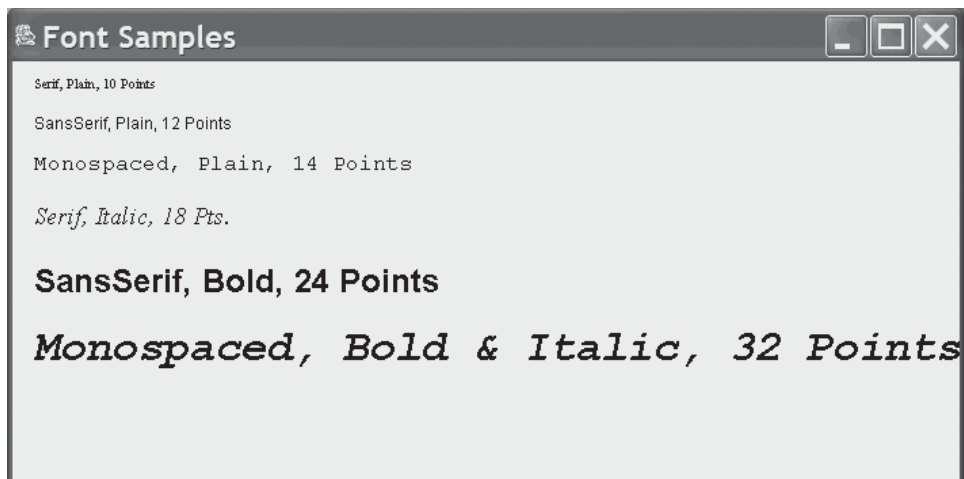 Font Samples
Serif, Plain, 10 Points
SansSerif, Plain, 12 Points
Monospaced, Plain, 14 Points
Serif, Italic, 18 Pts.
SansSerif, Bold, 24 Points
Monospaced, Bold & Italic, 32 Points